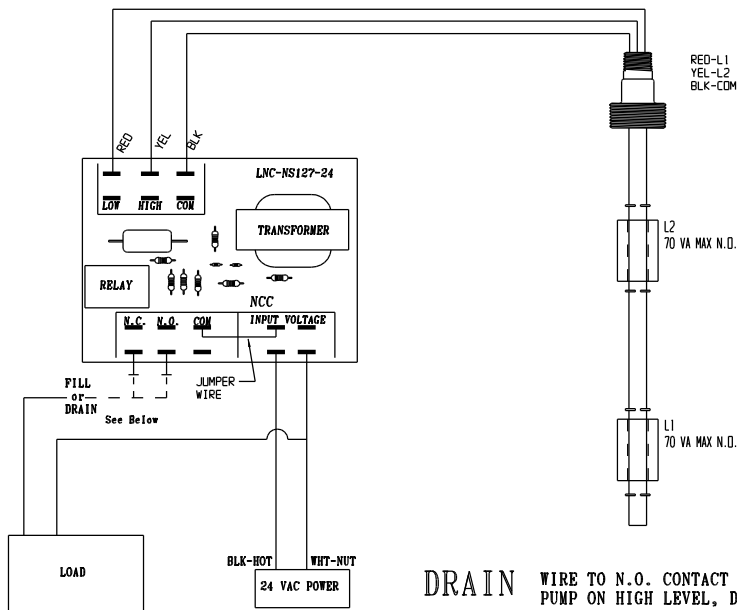 RED-L1
YEL-L2
BLK-COM
RED
YEL
BLK
LNC-NS127-24
LOW HIGH COM
TRANSFORMER
L2
70 VA MAX N.O.
RELAY
NCC
N.C. N.O. COM INPUT VOLTAGE
FILL
or
DRAIN
See Below
JUMPER
WIRE
L1
70 VA MAX N.O.
LOAD
BLK-HOT WHT-NUT
24 VAC POWER
DRAIN WIRE TO N.O. CONTACT
PUMP ON HIGH LEVEL, D